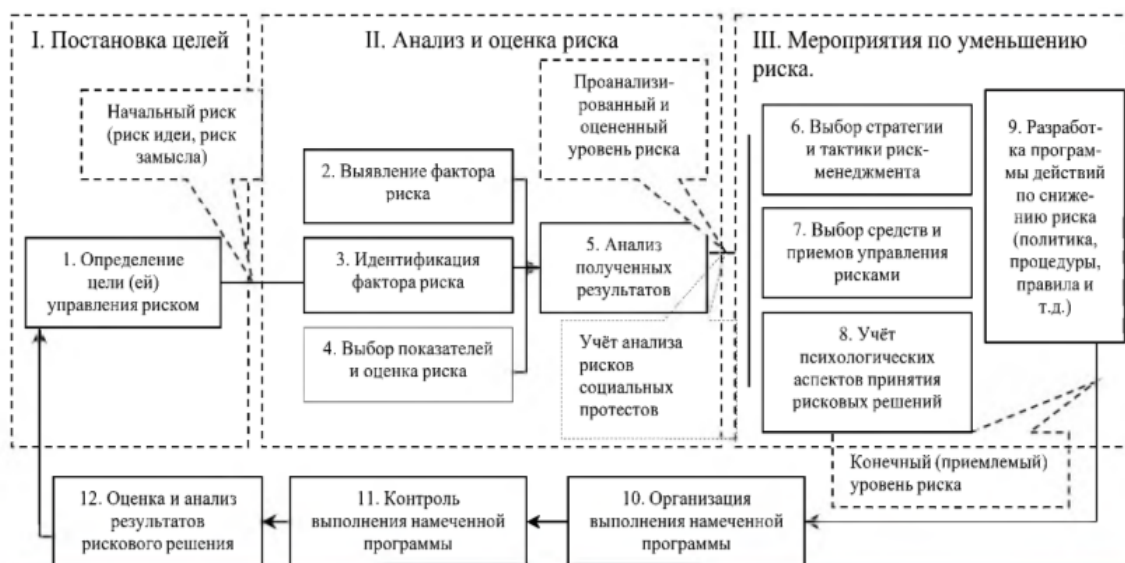 I. Постановка целей
Начальный риск
(риск идеи, риск
замысла)
1. Определение
цели (ей)
управления риском
II. Анализ и оценка риска
Проанализи-
рованный и
оцененный
уровень риска
2. Выявление фактора
риска
3. Идентификация
фактора риска
4. Выбор показателей
и оценка риска
5. Анализ
полученных
результатов
Учёт анализа
рисков
социальных
протестов
III. Мероприятия по уменьшению
риска.
6. Выбор стратегии
и тактики риск-
менеджмента
7. Выбор средств и
приемов управления
рисками
8. Учёт
психологических
аспектов принятия
рисковых решений
9. Разработ-
ка програм-
мы действий
по сниже-
нию риска
(политика,
процедуры,
правила и
т.д.)
Конечный (приемлемый)
уровень риска
10. Организация
выполнения намеченной
программы
11. Контроль
выполнения намеченной
программы
12. Оценка и анализ
результатов
рискового решения